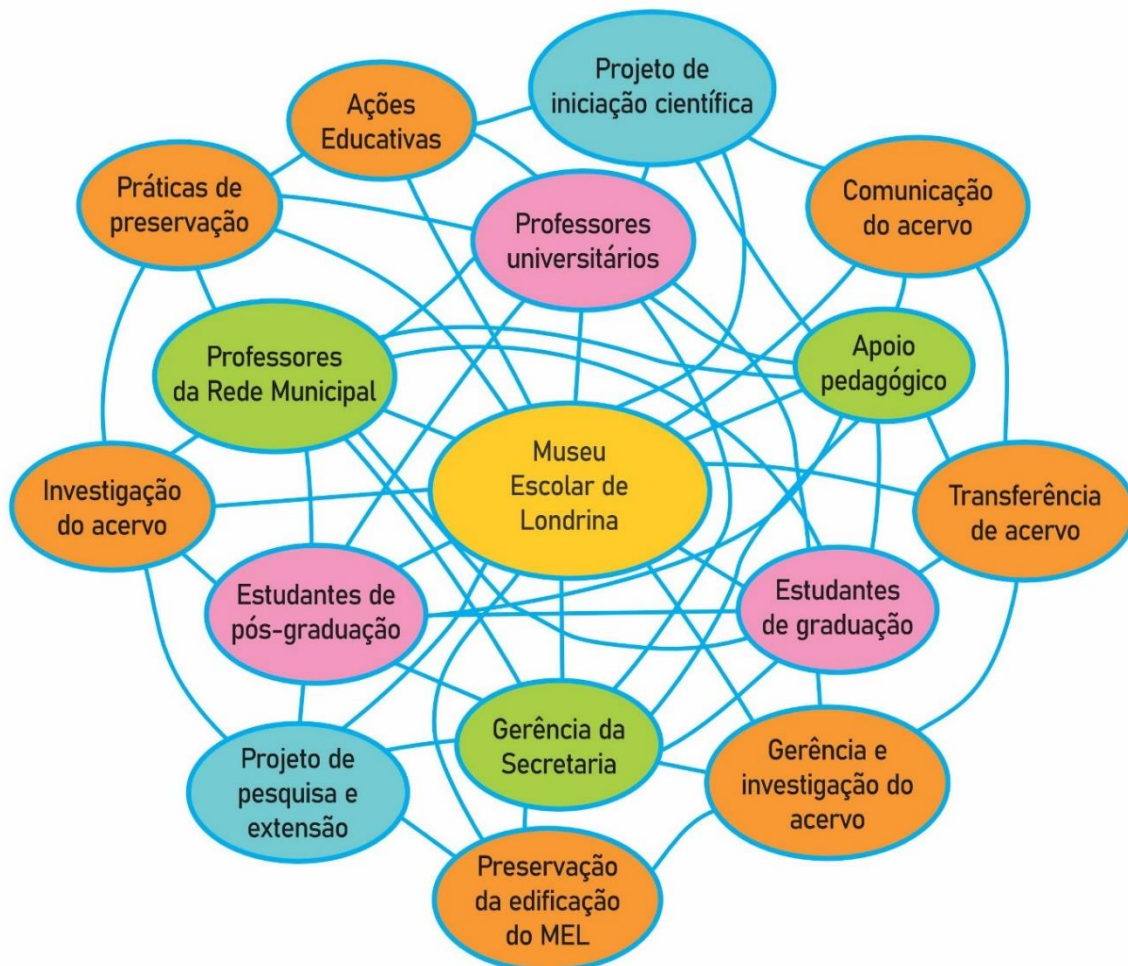 Projeto de
iniciação científica
Ações
Educativas
Práticas de
preservação
Comunicação
do acervo
Professores
universitários
Professores
da Rede Municipal
Apoio
pedagógico
Museu
Escolar de
Londrina
Investigação
do acervo
Transferência
de acervo
Estudantes de
pós-graduação
Estudantes
de graduação
Gerência da
Secretaria
Projeto de
pesquisa e
extensão
Gerência e
investigação do
acervo
Preservação
da edificação
do MEL